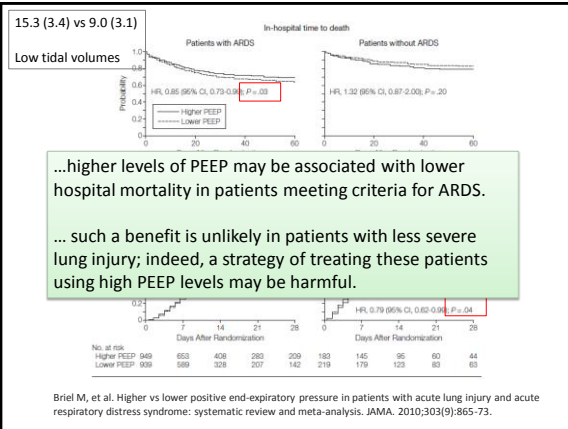 15.3 (3.4) vs 9.0 (3.1)
Low tidal volumes
In-hospital time to death
Patients with ARDS
Patients without ARDS
Probability
1.0
0.8
0.6
0.4
0.2
0
HR, 0.85 (95% CI, 0.73-0.99); P = .03
HR, 1.32 (95% CI, 0.87-2.00); P = .20
Higher PEEP
Lower PEEP
0 20 40 60 0 20 40 60
...higher levels of PEEP may be associated with lower
hospital mortality in patients meeting criteria for ARDS.
... such a benefit is unlikely in patients with less severe
lung injury; indeed, a strategy of treating these patients
using high PEEP levels may be harmful.
0.2
0
HR, 0.79 (95% CI, 0.62-0.99); P = .04
0 7 14 21 28 0 7 14 21 28
Days After Randomization Days After Randomization
No. at risk
Higher PEEP 949 653 408 283 209 183 145 95 60 44
Lower PEEP 939 589 328 207 142 219 179 123 83 63
Briel M, et al. Higher vs lower positive end-expiratory pressure in patients with acute lung injury and acute
respiratory distress syndrome: systematic review and meta-analysis. JAMA. 2010;303(9):865-73.